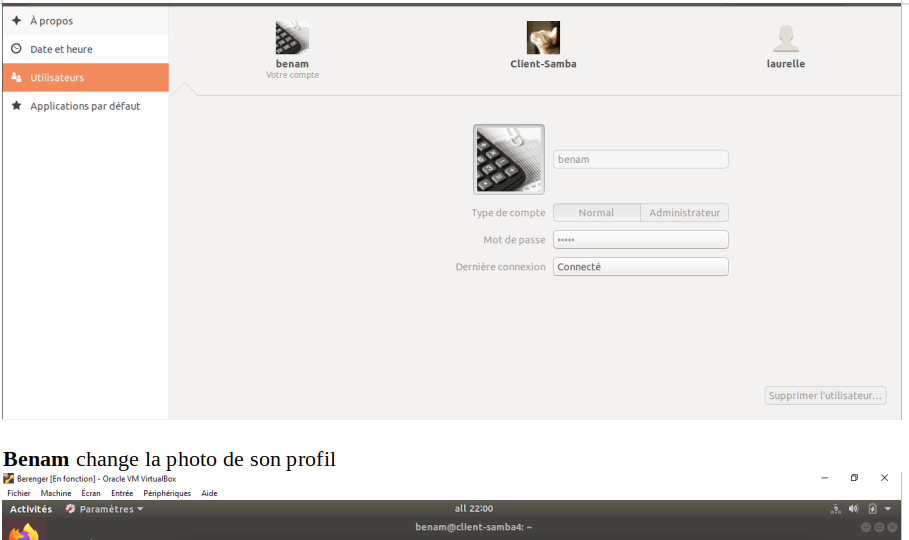 À propos
Date et heure
Utilisateurs
Applications par défaut
benam
Votre compte
Client-Samba
laurelle
benam
Type de compte Normal Administrateur
Mot de passe •••••
Dernière connexion Connecté
Supprimer l'utilisateur...
Benam change la photo de son profil
Berenger [En fonction] - Oracle VM VirtualBox
Fichier Machine Écran Entrée Périphériques Aide
Activités Paramètres all 22:00
benam@client-samba4: ~